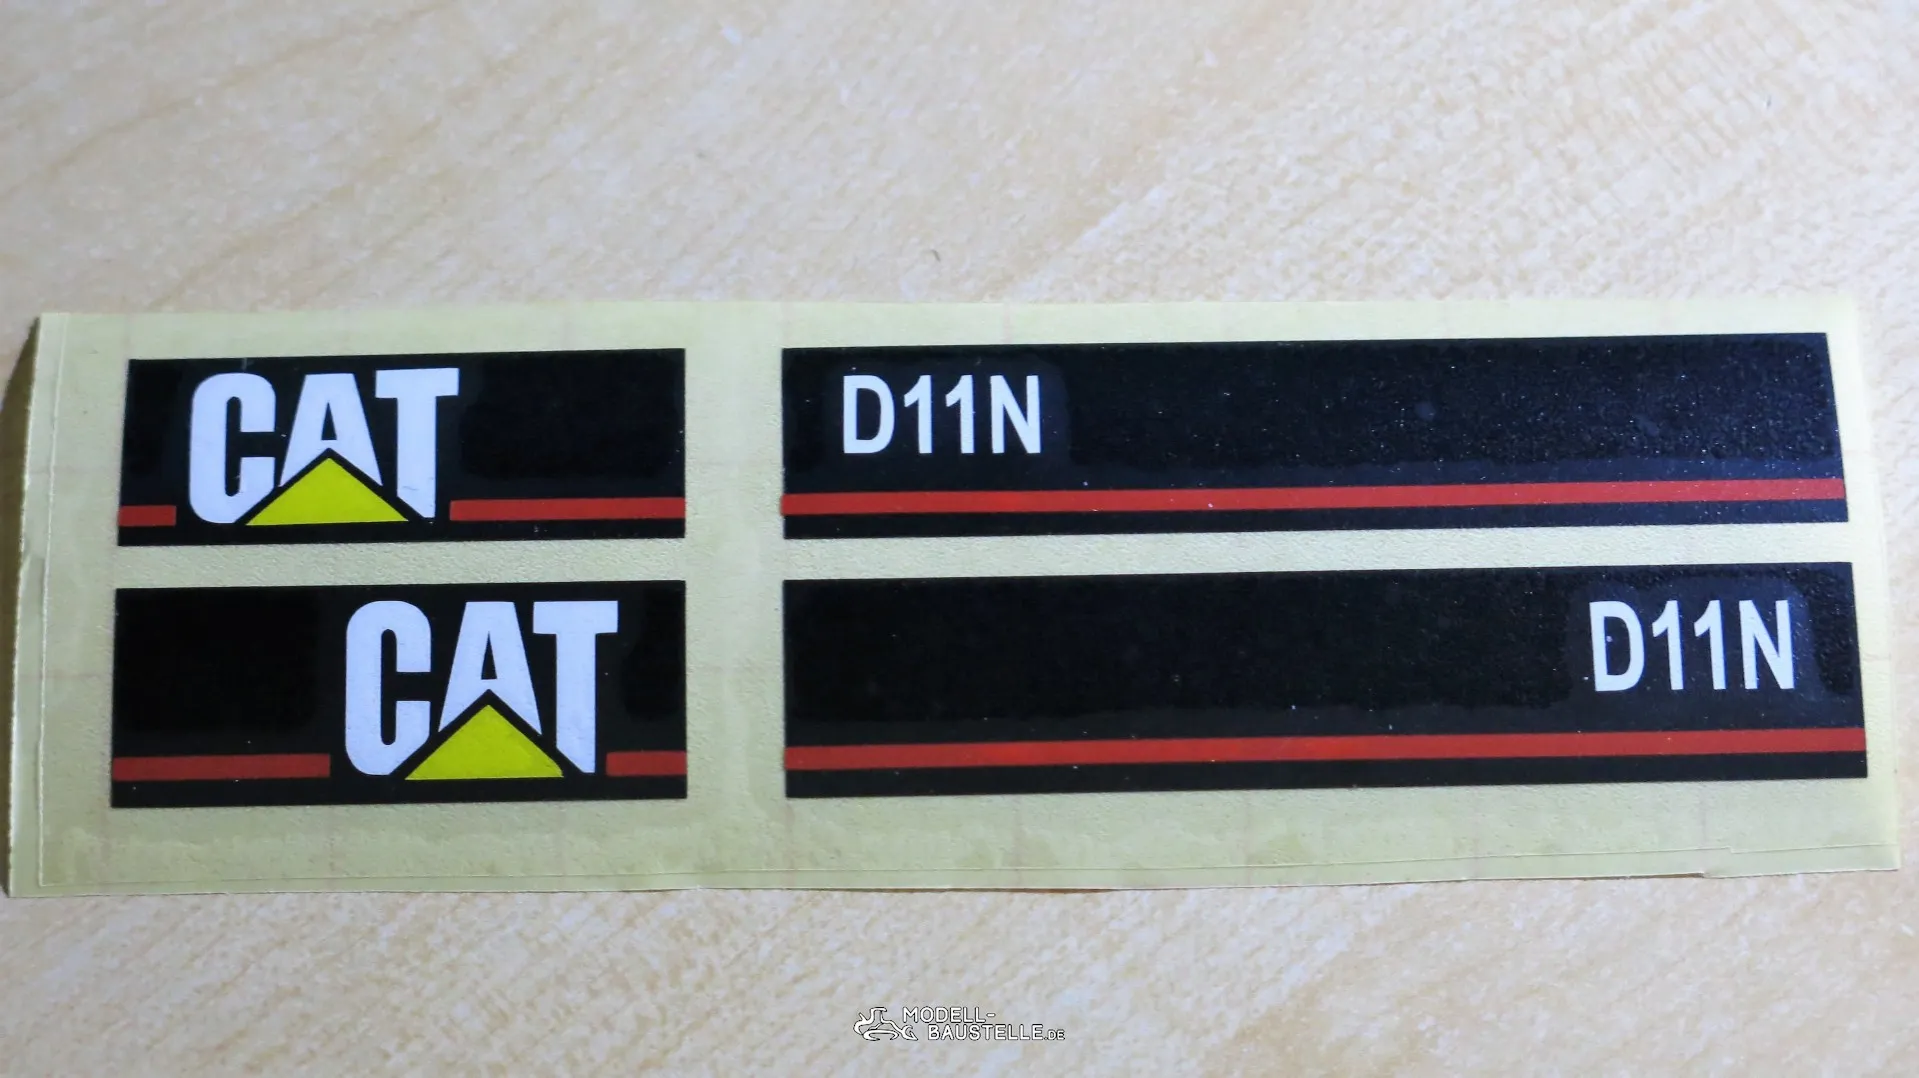 CAT D11N
CAT D11N
MODELL-
BAUSTELLE.DE